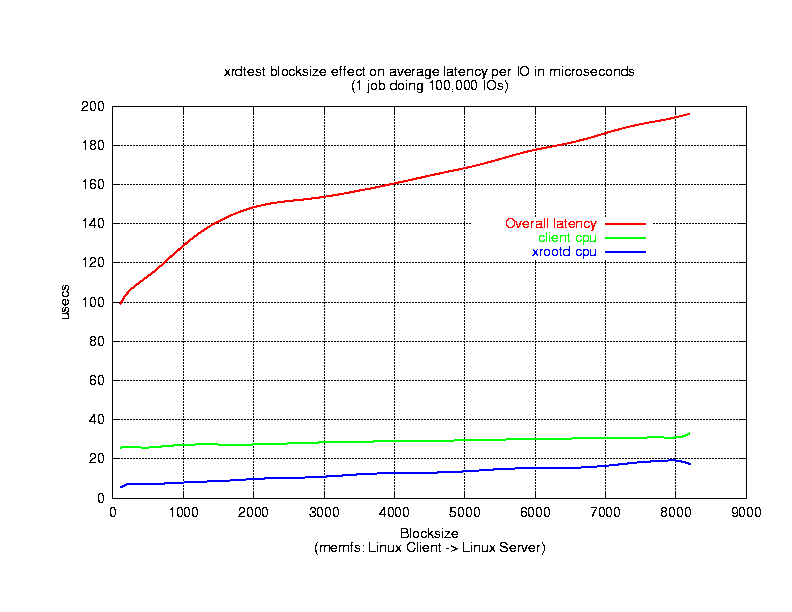 xrdtest blocksize effect on average latency per IO in microseconds
(1 job doing 100,000 IOs)
200
180
160
140
120
100
80
60
40
20
0
usecs
Overall latency
client cpu
xrootd cpu
0 1000 2000 3000 4000 5000 6000 7000 8000 9000
Blocksize
(memfs: Linux Client -> Linux Server)